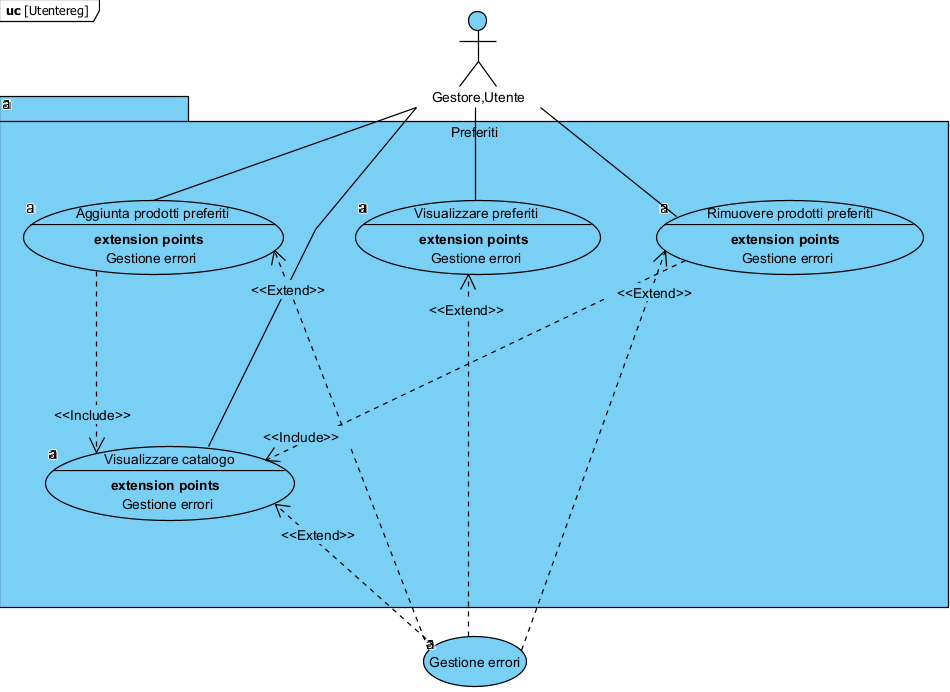 uc [Utentereg]
Gestore,Utente
a
Preferiti
a
Aggiunta prodotti preferiti
extension points
Gestione errori
a
Visualizzare preferiti
extension points
Gestione errori
a
Rimuovere prodotti preferiti
extension points
Gestione errori
<<Extend>>
<<Extend>>
<<Extend>>
<<Include>>
<<Include>>
a
Visualizzare catalogo
extension points
Gestione errori
<<Extend>>
a
Gestione errori